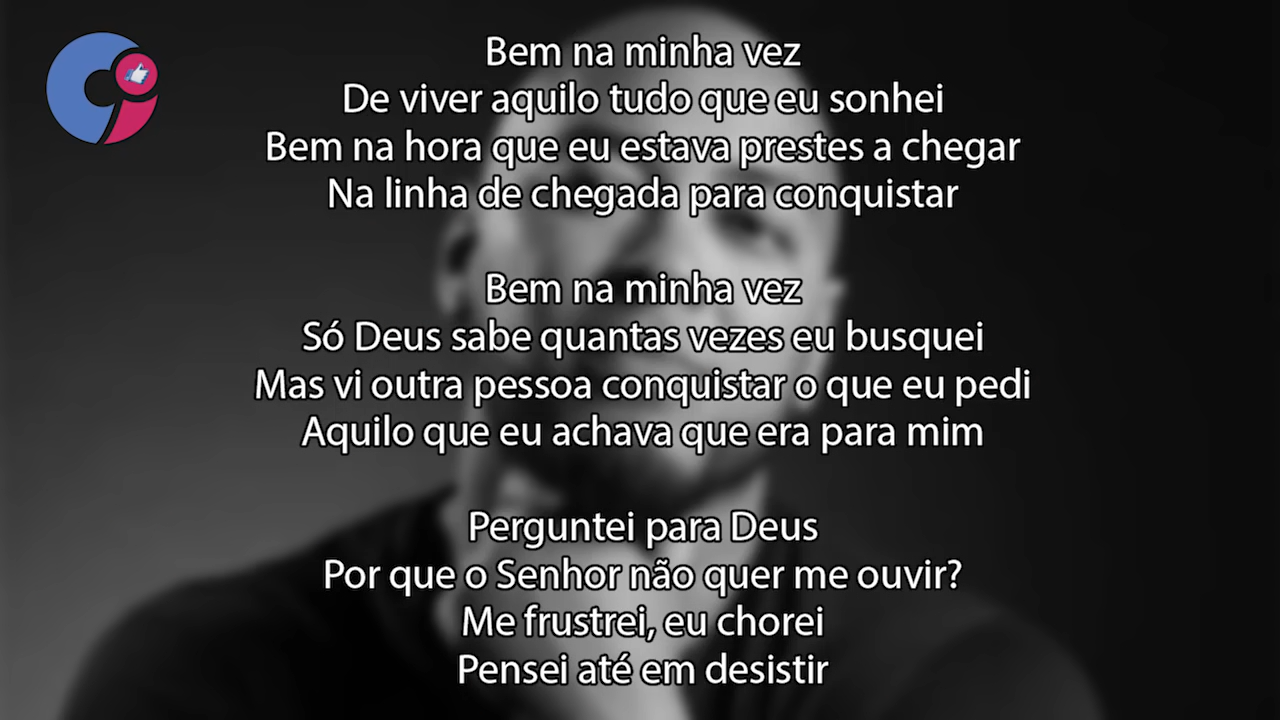 Bem na minha vez
De viver aquilo tudo que eu sonhei
Bem na hora que eu estava prestes a chegar
Na linha de chegada para conquistar
Bem na minha vez
Só Deus sabe quantas vezes eu busquei
Mas vi outra pessoa conquistar o que eu pedi
Aquilo que eu achava que era para mim
Perguntei para Deus
Por que o Senhor não quer me ouvir?
Me frustrei, eu chorei
Pensei até em desistir